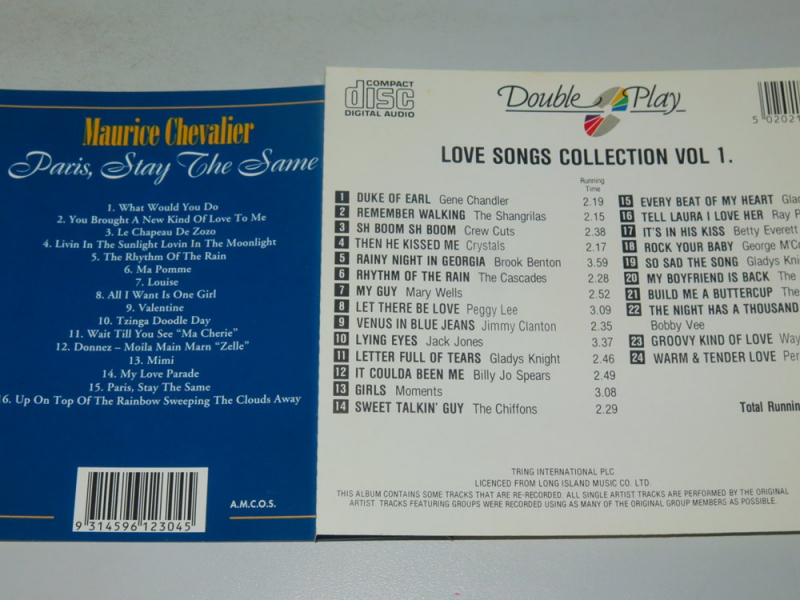 Maurice Chevalier
Paris, Stay The Same
1. What Would You Do
2. You Brought A New Kind Of Love To Me
3. Le Chapeau De Zozo
4. Livin In The Sunlight Lovin In The Moonlight
5. The Rhythm Of The Rain
6. Ma Pomme
7. Louise
8. All I Want Is One Girl
9. Valentine
10. Tzinga Doodle Day
11. Wait Till You See "Ma Cherie"
12. Donnez – Moila Main Marn "Zelle"
13. Mimi
14. My Love Parade
15. Paris, Stay The Same
16. Up On Top Of The Rainbow Sweeping The Clouds Away
9 314596 123045
A.M.C.O.S.
COMPACT
disc
DIGITAL AUDIO
Double Play
5 02021
LOVE SONGS COLLECTION VOL 1.
Running
Time
1 DUKE OF EARL Gene Chandler 2.19
2 REMEMBER WALKING The Shangrilas 2.15
3 SH BOOM SH BOOM Crew Cuts 2.38
4 THEN HE KISSED ME Crystals 2.17
5 RAINY NIGHT IN GEORGIA Brook Benton 3.59
6 RHYTHM OF THE RAIN The Cascades 2.28
7 MY GUY Mary Wells 2.52
8 LET THERE BE LOVE Peggy Lee 3.09
9 VENUS IN BLUE JEANS Jimmy Clanton 2.35
10 LYING EYES Jack Jones 3.37
11 LETTER FULL OF TEARS Gladys Knight 2.46
12 IT COULDA BEEN ME Billy Jo Spears 2.49
13 GIRLS Moments 3.08
14 SWEET TALKIN' GUY The Chiffons 2.29
15 EVERY BEAT OF MY HEART Glad
16 TELL LAURA I LOVE HER Ray P
17 IT'S IN HIS KISS Betty Everett
18 ROCK YOUR BABY George McC
19 SO SAD THE SONG Gladys Knigh
20 MY BOYFRIEND IS BACK The
21 BUILD ME A BUTTERCUP The
22 THE NIGHT HAS A THOUSAND
Bobby Vee
23 GROOVY KIND OF LOVE Way
24 WARM & TENDER LOVE Per
Total Runnin
TRING INTERNATIONAL PLC
LICENCED FROM LONG ISLAND MUSIC CO. LTD.
THIS ALBUM CONTAINS SOME TRACKS THAT ARE RE-RECORDED. ALL SINGLE ARTIST TRACKS ARE PERFORMED BY THE ORIGINAL
ARTIST. TRACKS FEATURING GROUPS WERE RECORDED USING AS MANY OF THE ORIGINAL GROUP MEMBERS AS POSSIBLE.